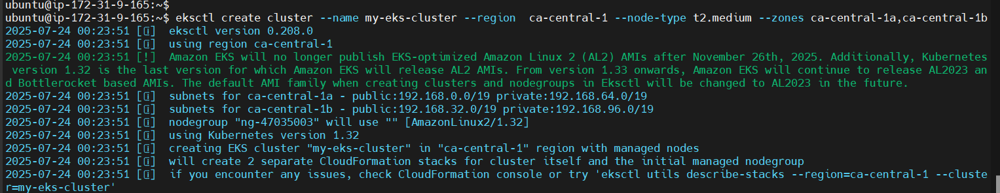 ubuntu@ip-172-31-9-165:~$
ubuntu@ip-172-31-9-165:~$ eksctl create cluster --name my-eks-cluster --region  ca-central-1 --node-type t2.medium --zones ca-central-1a,ca-central-1b
2025-07-24 00:23:51 [ℹ]  eksctl version 0.208.0
2025-07-24 00:23:51 [ℹ]  using region ca-central-1
2025-07-24 00:23:51 [!]  Amazon EKS will no longer publish EKS-optimized Amazon Linux 2 (AL2) AMIs after November 26th, 2025. Additionally, Kubernetes
 version 1.32 is the last version for which Amazon EKS will release AL2 AMIs. From version 1.33 onwards, Amazon EKS will continue to release AL2023 an
d Bottlerocket based AMIs. The default AMI family when creating clusters and nodegroups in Eksctl will be changed to AL2023 in the future.
2025-07-24 00:23:51 [ℹ]  subnets for ca-central-1a - public:192.168.0.0/19 private:192.168.64.0/19
2025-07-24 00:23:51 [ℹ]  subnets for ca-central-1b - public:192.168.32.0/19 private:192.168.96.0/19
2025-07-24 00:23:51 [ℹ]  nodegroup "ng-47035003" will use "" [AmazonLinux2/1.32]
2025-07-24 00:23:51 [ℹ]  using Kubernetes version 1.32
2025-07-24 00:23:51 [ℹ]  creating EKS cluster "my-eks-cluster" in "ca-central-1" region with managed nodes
2025-07-24 00:23:51 [ℹ]  will create 2 separate CloudFormation stacks for cluster itself and the initial managed nodegroup
2025-07-24 00:23:51 [ℹ]  if you encounter any issues, check CloudFormation console or try 'eksctl utils describe-stacks --region=ca-central-1 --cluste
r=my-eks-cluster'